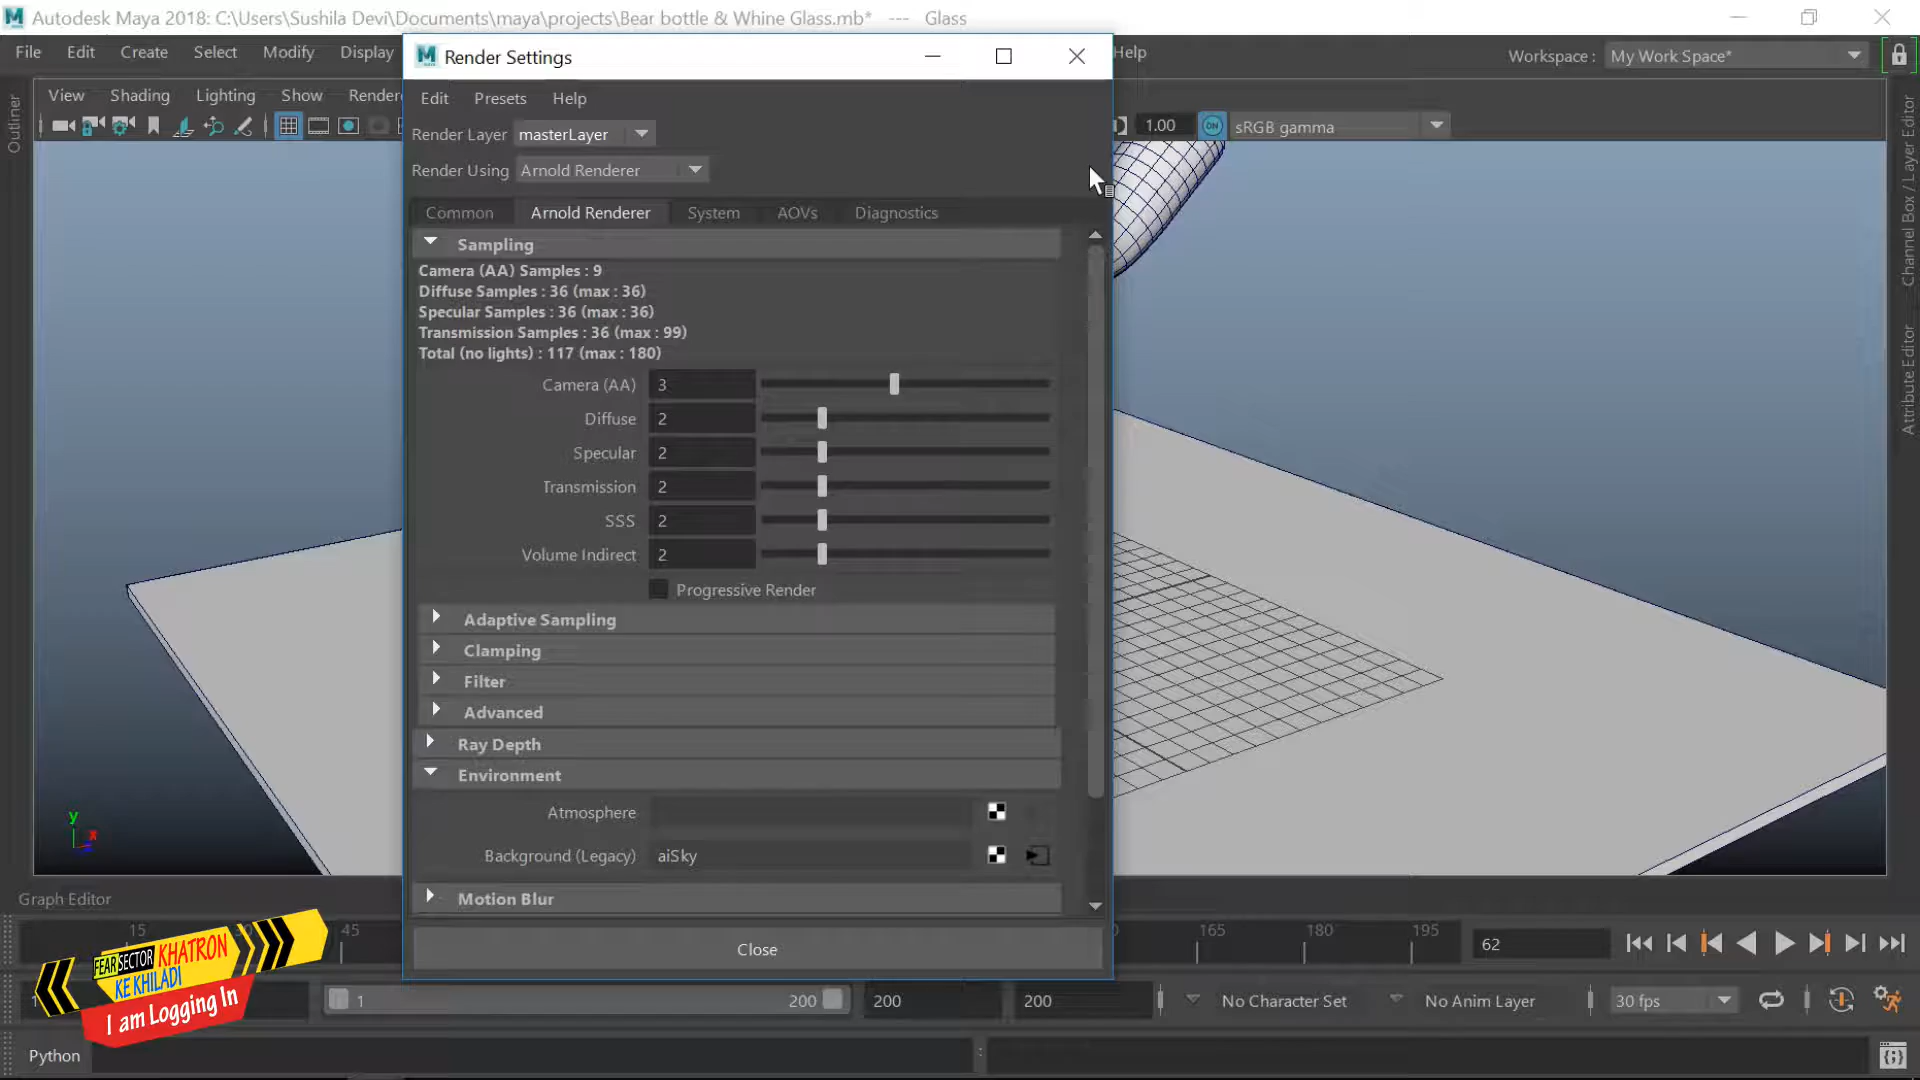 Autodesk Maya 2018: C:\Users\Sushila Devi\Documents\maya\projects\Bear bottle & Whine Glass.mb* --- Glass
File Edit Create Select Modify Display Help Workspace : My Work Space*
Render Settings
View Shading Lighting Show
Edit Presets Help
1.00 ON sRGB gamma
Render Layer masterLayer
Render Using Arnold Renderer
Common Arnold Renderer System AOVs Diagnostics
Sampling
Camera (AA) Samples : 9
Diffuse Samples : 36 (max : 36)
Specular Samples : 36 (max : 36)
Transmission Samples : 36 (max : 99)
Total (no lights) : 117 (max : 180)
Camera (AA) 3
Diffuse 2
Specular 2
Transmission 2
SSS 2
Volume Indirect 2
Progressive Render
Adaptive Sampling
Clamping
Filter
Advanced
Ray Depth
Environment
Atmosphere
Background (Legacy) aiSky
Motion Blur
Close
Outliner
Channel Box / Layer Editor
Attribute Editor
y
x
Graph Editor
15 45 165 180 195 62
FEAR SECTOR KHATRON
KE KHILADI
I am Logging In
1 200 200 200 No Character Set No Anim Layer 30 fps
Python